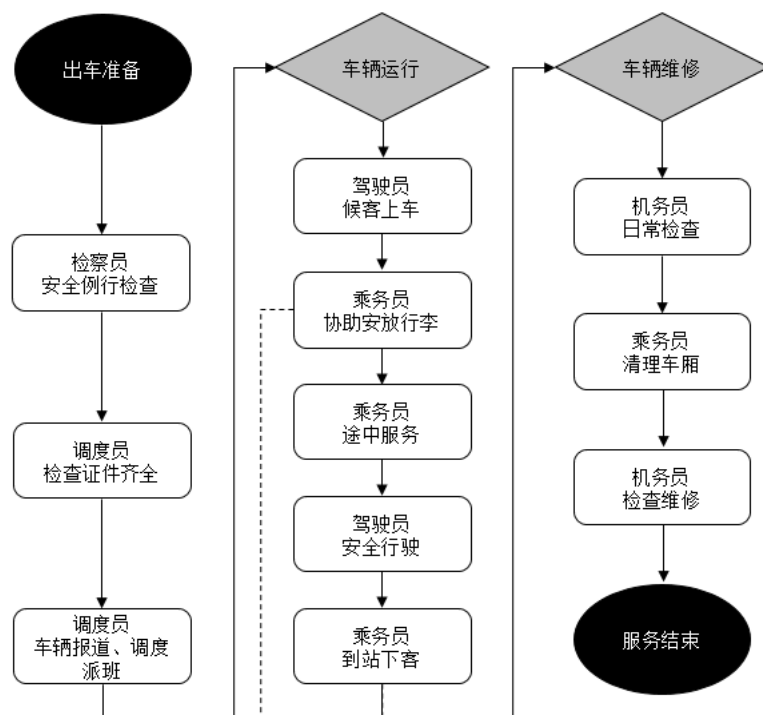 出车准备
检察员
安全例行检查
调度员
检查证件齐全
调度员
车辆报道、调度
派班
车辆运行
驾驶员
候客上车
乘务员
协助安放行李
乘务员
途中服务
驾驶员
安全行驶
乘务员
到站下客
车辆维修
机务员
日常检查
乘务员
清理车厢
机务员
检查维修
服务结束